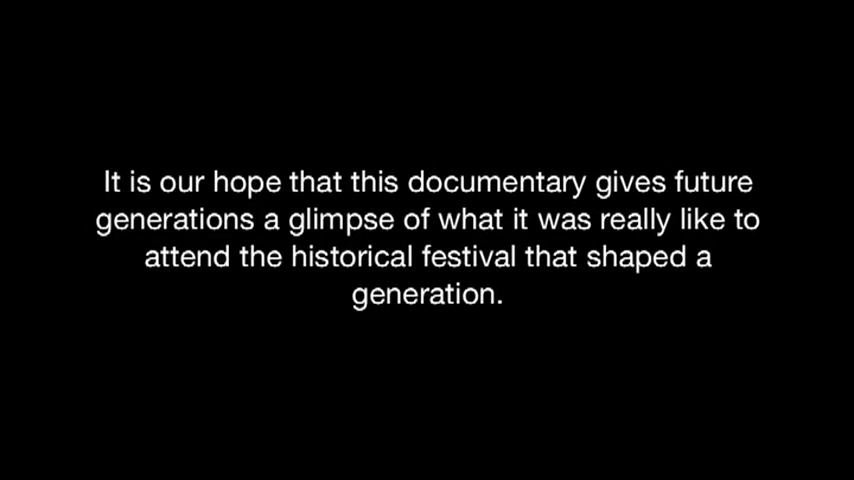 It is our hope that this documentary gives future
generations a glimpse of what it was really like to
attend the historical festival that shaped a
generation.